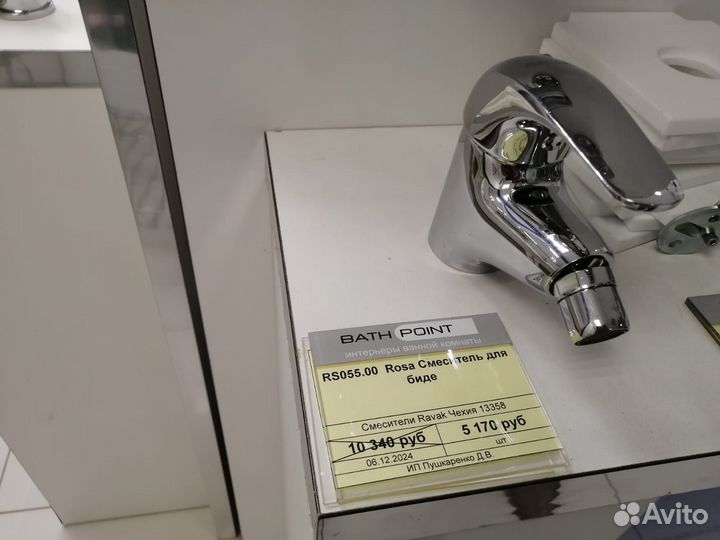 BATH POINT
интерьеры ванной комнаты
RS055.00 Rosa Смеситель для
биде
Смесители Ravak Чехия 13358
10 340 руб 5 170 руб
06.12.2024 шт
ИП Пушкаренко Д.В.
Avito